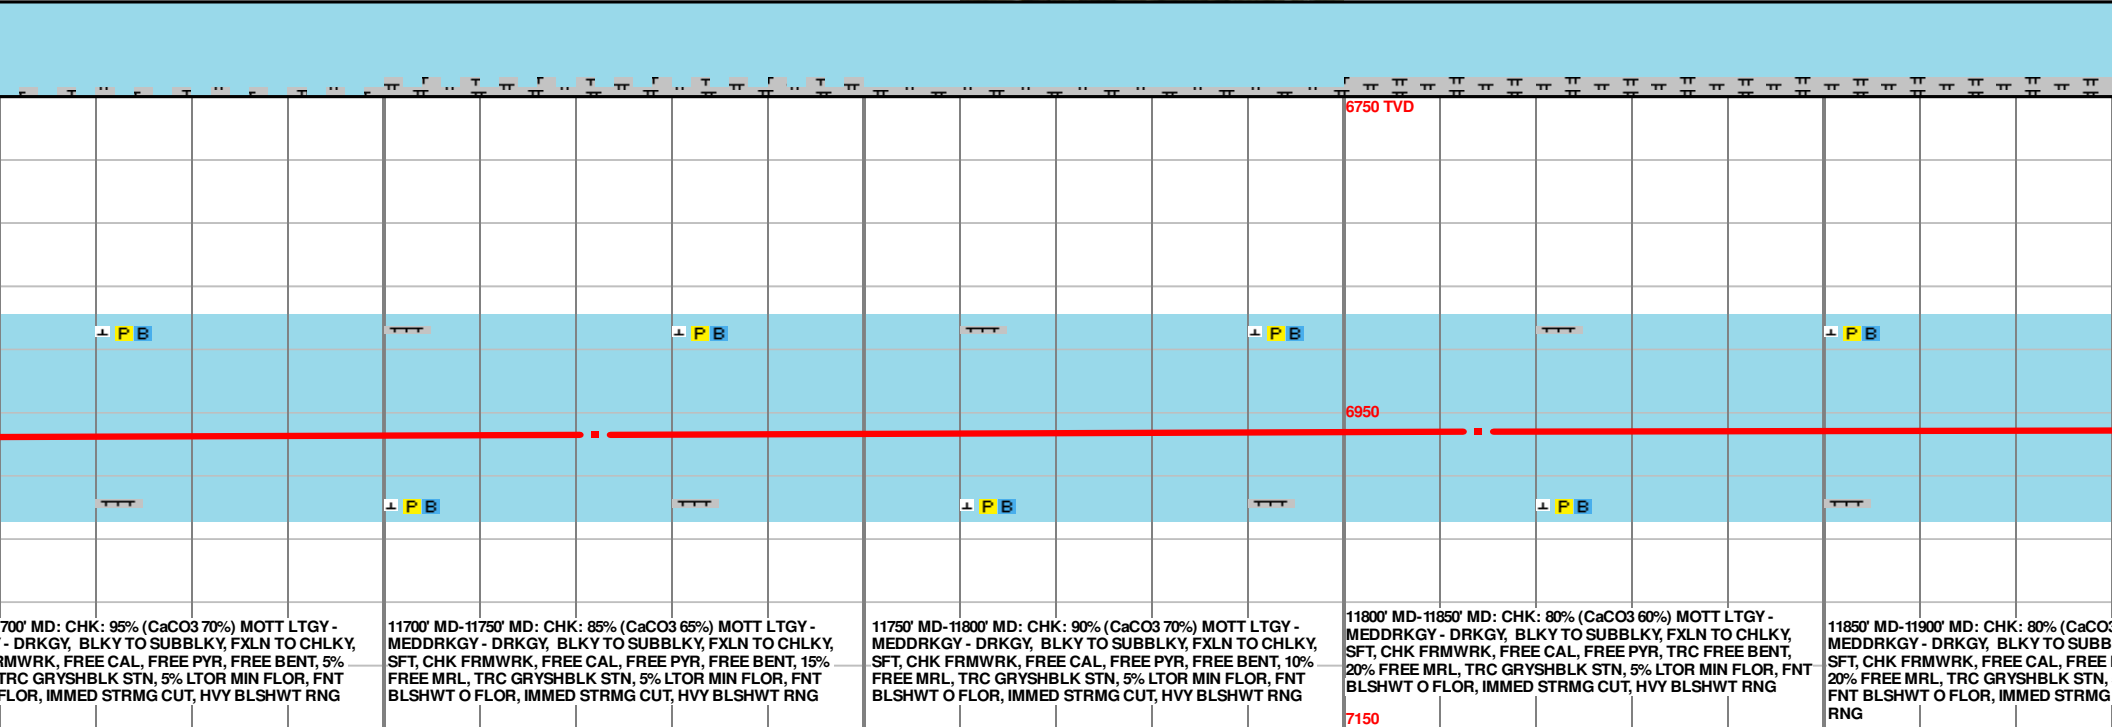 6750 TVD
P B
P B
P B
P B
6950
P B
P B
P B
700' MD: CHK: 95% (CaCO3 70%) MOTT LTGY -
- DRKGY, BLKY TO SUBBLKY, FXLN TO CHLKY,
RMWRK, FREE CAL, FREE PYR, FREE BENT, 5%
TRC GRYSHBLK STN, 5% LTOR MIN FLOR, FNT
FLOR, IMMED STRMG CUT, HVY BLSHWT RNG
11700' MD-11750' MD: CHK: 85% (CaCO3 65%) MOTT LTGY -
MEDDRKGY - DRKGY, BLKY TO SUBBLKY, FXLN TO CHLKY,
SFT, CHK FRMWRK, FREE CAL, FREE PYR, FREE BENT, 15%
FREE MRL, TRC GRYSHBLK STN, 5% LTOR MIN FLOR, FNT
BLSHWT O FLOR, IMMED STRMG CUT, HVY BLSHWT RNG
11750' MD-11800' MD: CHK: 90% (CaCO3 70%) MOTT LTGY -
MEDDRKGY - DRKGY, BLKY TO SUBBLKY, FXLN TO CHLKY,
SFT, CHK FRMWRK, FREE CAL, FREE PYR, FREE BENT, 10%
FREE MRL, TRC GRYSHBLK STN, 5% LTOR MIN FLOR, FNT
BLSHWT O FLOR, IMMED STRMG CUT, HVY BLSHWT RNG
11800' MD-11850' MD: CHK: 80% (CaCO3 60%) MOTT LTGY -
MEDDRKGY - DRKGY, BLKY TO SUBBLKY, FXLN TO CHLKY,
SFT, CHK FRMWRK, FREE CAL, FREE PYR, TRC FREE BENT,
20% FREE MRL, TRC GRYSHBLK STN, 5% LTOR MIN FLOR, FNT
BLSHWT O FLOR, IMMED STRMG CUT, HVY BLSHWT RNG
11850' MD-11900' MD: CHK: 80% (CaCO3
MEDDRKGY - DRKGY, BLKY TO SUBB
SFT, CHK FRMWRK, FREE CAL, FREE
20% FREE MRL, TRC GRYSHBLK STN,
FNT BLSHWT O FLOR, IMMED STRMG
RNG
7150